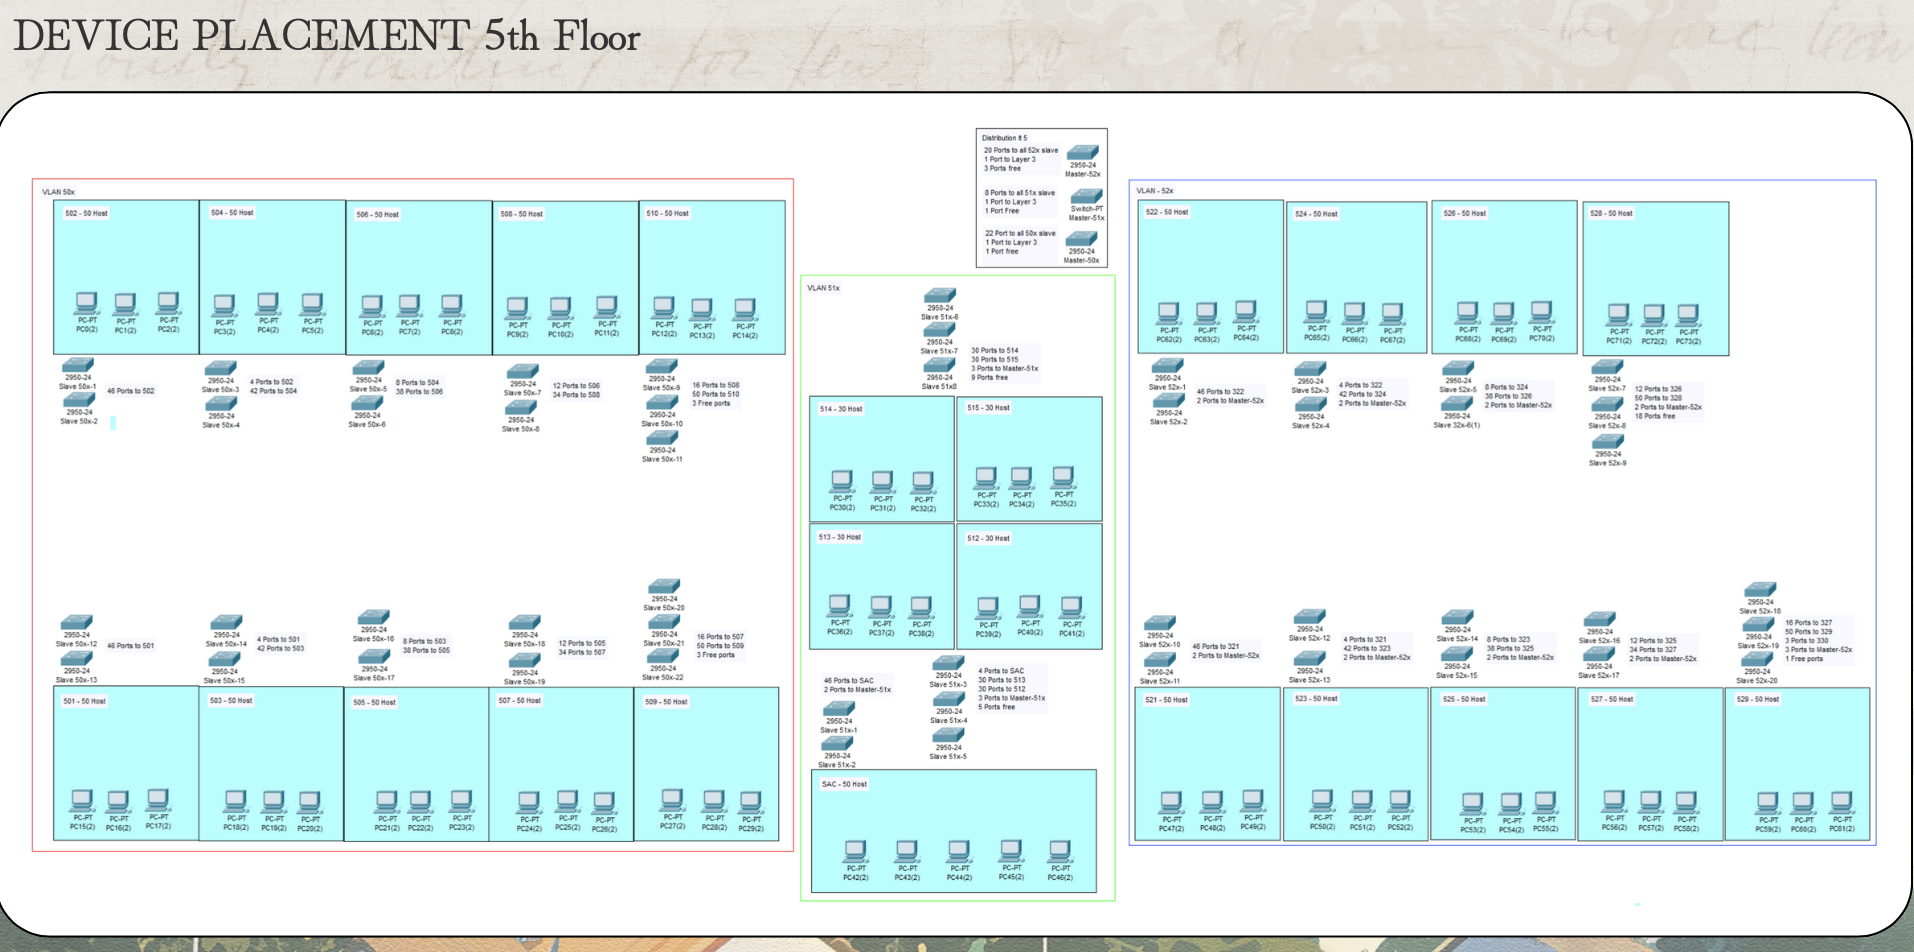 DEVICE PLACEMENT 5th Floor
Distribution lt 5
20 Ports to all 52x slave
1 Port to Layer 3
3 Ports free
2950-24
Master-52x
8 Ports to all 51x slave
1 Port to Layer 3
1 Port Free
Switch-PT
Master-51x
22 Port to all 50x slave
1 Port to Layer 3
1 Port free
2950-24
Master-50x
VLAN 50x
502 - 50 Host
504 - 50 Host
506 - 50 Host
508 - 50 Host
510 - 50 Host
PC-PT
PC0(2)
PC-PT
PC1(2)
PC-PT
PC2(2)
PC-PT
PC3(2)
PC-PT
PC4(2)
PC-PT
PC5(2)
PC-PT
PC6(2)
PC-PT
PC7(2)
PC-PT
PC8(2)
PC-PT
PC9(2)
PC-PT
PC10(2)
PC-PT
PC11(2)
PC-PT
PC12(2)
PC-PT
PC13(2)
PC-PT
PC14(2)
2950-24
Slave 50x-1
2950-24
Slave 50x-2
46 Ports to 502
2950-24
Slave 50x-3
2950-24
Slave 50x-4
4 Ports to 502
42 Ports to 504
2950-24
Slave 50x-5
2950-24
Slave 50x-6
8 Ports to 504
38 Ports to 506
2950-24
Slave 50x-7
2950-24
Slave 50x-8
12 Ports to 506
34 Ports to 508
2950-24
Slave 50x-9
2950-24
Slave 50x-10
2950-24
Slave 50x-11
16 Ports to 508
50 Ports to 510
3 Free ports
2950-24
Slave 50x-12
2950-24
Slave 50x-13
46 Ports to 501
2950-24
Slave 50x-14
2950-24
Slave 50x-15
4 Ports to 501
42 Ports to 503
Slave 50x-16
2950-24
Slave 50x-17
8 Ports to 503
38 Ports to 505
2950-24
Slave 50x-18
2950-24
Slave 50x-19
12 Ports to 505
34 Ports to 507
2950-24
Slave 50x-20
2950-24
Slave 50x-21
2950-24
Slave 50x-22
16 Ports to 507
50 Ports to 509
3 Free ports
501 - 50 Host
503 - 50 Host
505 - 50 Host
507 - 50 Host
509 - 50 Host
PC-PT
PC15(2)
PC-PT
PC16(2)
PC-PT
PC17(2)
PC-PT
PC18(2)
PC-PT
PC19(2)
PC-PT
PC20(2)
PC-PT
PC21(2)
PC-PT
PC22(2)
PC-PT
PC23(2)
PC-PT
PC24(2)
PC-PT
PC25(2)
PC-PT
PC26(2)
PC-PT
PC27(2)
PC-PT
PC28(2)
PC-PT
PC29(2)
VLAN 51x
2950-24
Slave 51x-6
2950-24
Slave 51x-7
2950-24
Slave 51x8
30 Ports to 514
30 Ports to 515
3 Ports to Master-51x
9 Ports free
514 - 30 Host
515 - 30 Host
PC-PT
PC30(2)
PC-PT
PC31(2)
PC-PT
PC32(2)
PC-PT
PC33(2)
PC-PT
PC34(2)
PC-PT
PC35(2)
513 - 30 Host
512 - 30 Host
PC-PT
PC36(2)
PC-PT
PC37(2)
PC-PT
PC38(2)
PC-PT
PC39(2)
PC-PT
PC40(2)
PC-PT
PC41(2)
46 Ports to SAC
2 Ports to Master-51x
2950-24
Slave 51x-1
2950-24
Slave 51x-2
2950-24
Slave 51x-3
2950-24
Slave 51x-4
2950-24
Slave 51x-5
4 Ports to SAC
30 Ports to 513
30 Ports to 512
3 Ports to Master-51x
5 Ports free
SAC - 50 Host
PC-PT
PC42(2)
PC-PT
PC43(2)
PC-PT
PC44(2)
PC-PT
PC45(2)
PC-PT
PC46(2)
VLAN - 52x
522 - 50 Host
524 - 50 Host
526 - 50 Host
528 - 50 Host
PC-PT
PC62(2)
PC-PT
PC63(2)
PC-PT
PC64(2)
PC-PT
PC65(2)
PC-PT
PC66(2)
PC-PT
PC67(2)
PC-PT
PC68(2)
PC-PT
PC69(2)
PC-PT
PC70(2)
PC-PT
PC71(2)
PC-PT
PC72(2)
PC-PT
PC73(2)
2950-24
Slave 52x-1
2950-24
Slave 52x-2
46 Ports to 322
2 Ports to Master-52x
2950-24
Slave 52x-3
2950-24
Slave 52x-4
4 Ports to 322
42 Ports to 324
2 Ports to Master-52x
2950-24
Slave 52x-5
2950-24
Slave 32x-6(1)
8 Ports to 324
38 Ports to 326
2 Ports to Master-52x
2950-24
Slave 52x-7
2950-24
Slave 52x-8
2950-24
Slave 52x-9
12 Ports to 326
50 Ports to 328
2 Ports to Master-52x
18 Ports free
2950-24
Slave 52x-10
2950-24
Slave 52x-11
46 Ports to 321
2 Ports to Master-52x
2950-24
Slave 52x-12
2950-24
Slave 52x-13
4 Ports to 321
42 Ports to 323
2 Ports to Master-52x
2950-24
Slave 52x-14
2950-24
Slave 52x-15
8 Ports to 323
38 Ports to 325
2 Ports to Master-52x
2950-24
Slave 52x-16
2950-24
Slave 52x-17
12 Ports to 325
34 Ports to 327
2 Ports to Master-52x
2950-24
Slave 52x-18
2950-24
Slave 52x-19
2950-24
Slave 52x-20
16 Ports to 327
50 Ports to 329
3 Ports to 330
3 Ports to Master-52x
1 Free ports
521 - 50 Host
523 - 50 Host
525 - 50 Host
527 - 50 Host
529 - 50 Host
PC-PT
PC47(2)
PC-PT
PC48(2)
PC-PT
PC49(2)
PC-PT
PC50(2)
PC-PT
PC51(2)
PC-PT
PC52(2)
PC-PT
PC53(2)
PC-PT
PC54(2)
PC-PT
PC55(2)
PC-PT
PC56(2)
PC-PT
PC57(2)
PC-PT
PC58(2)
PC-PT
PC59(2)
PC-PT
PC60(2)
PC-PT
PC61(2)